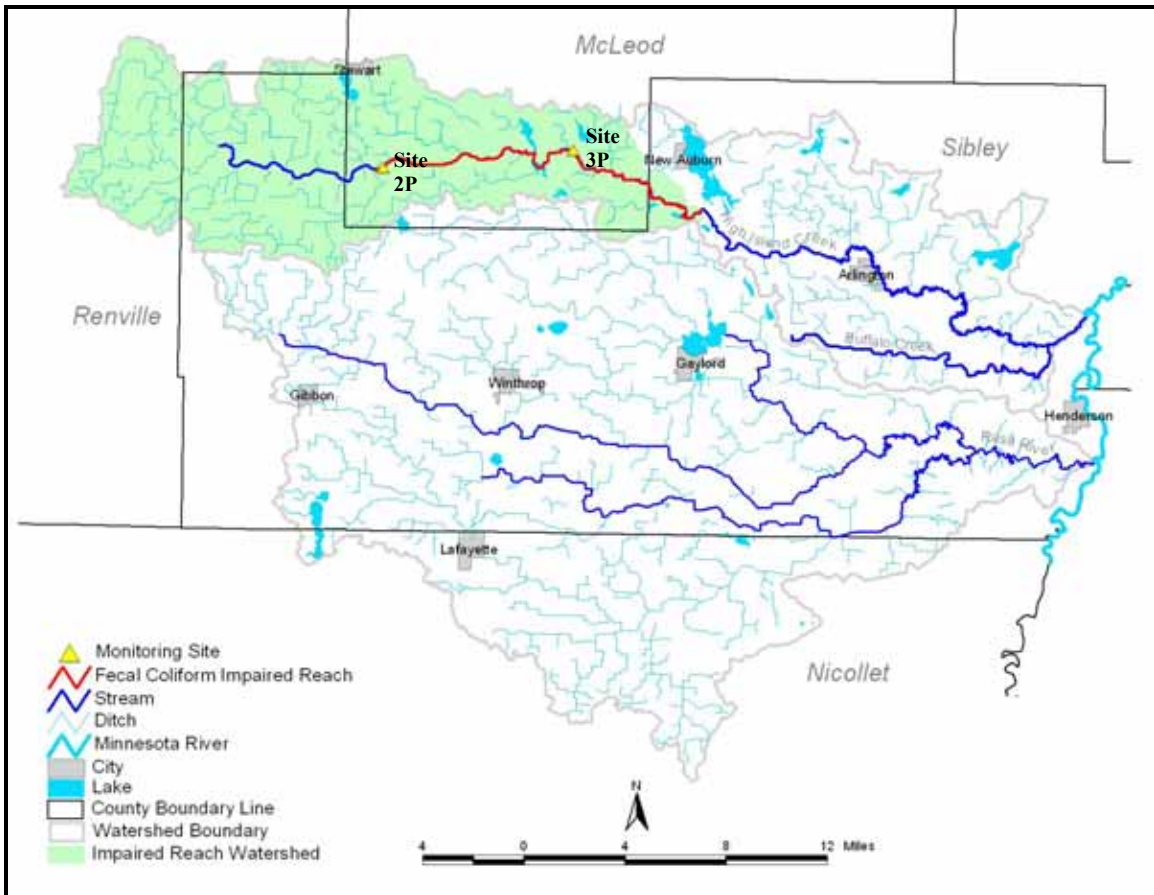 McLeod
Stewart
Site
3P
Sibley
Site
2P
New Auburn
High Island Creek
Arlington
Renville
Buffalo Creek
Gaylord
Winthrop
Gibbon
Henderson
Rush River
Lafayette
Nicollet
Monitoring Site
Fecal Coliform Impaired Reach
Stream
Ditch
Minnesota River
City
Lake
County Boundary Line
Watershed Boundary
Impaired Reach Watershed
N
4 0 4 8 12 Miles